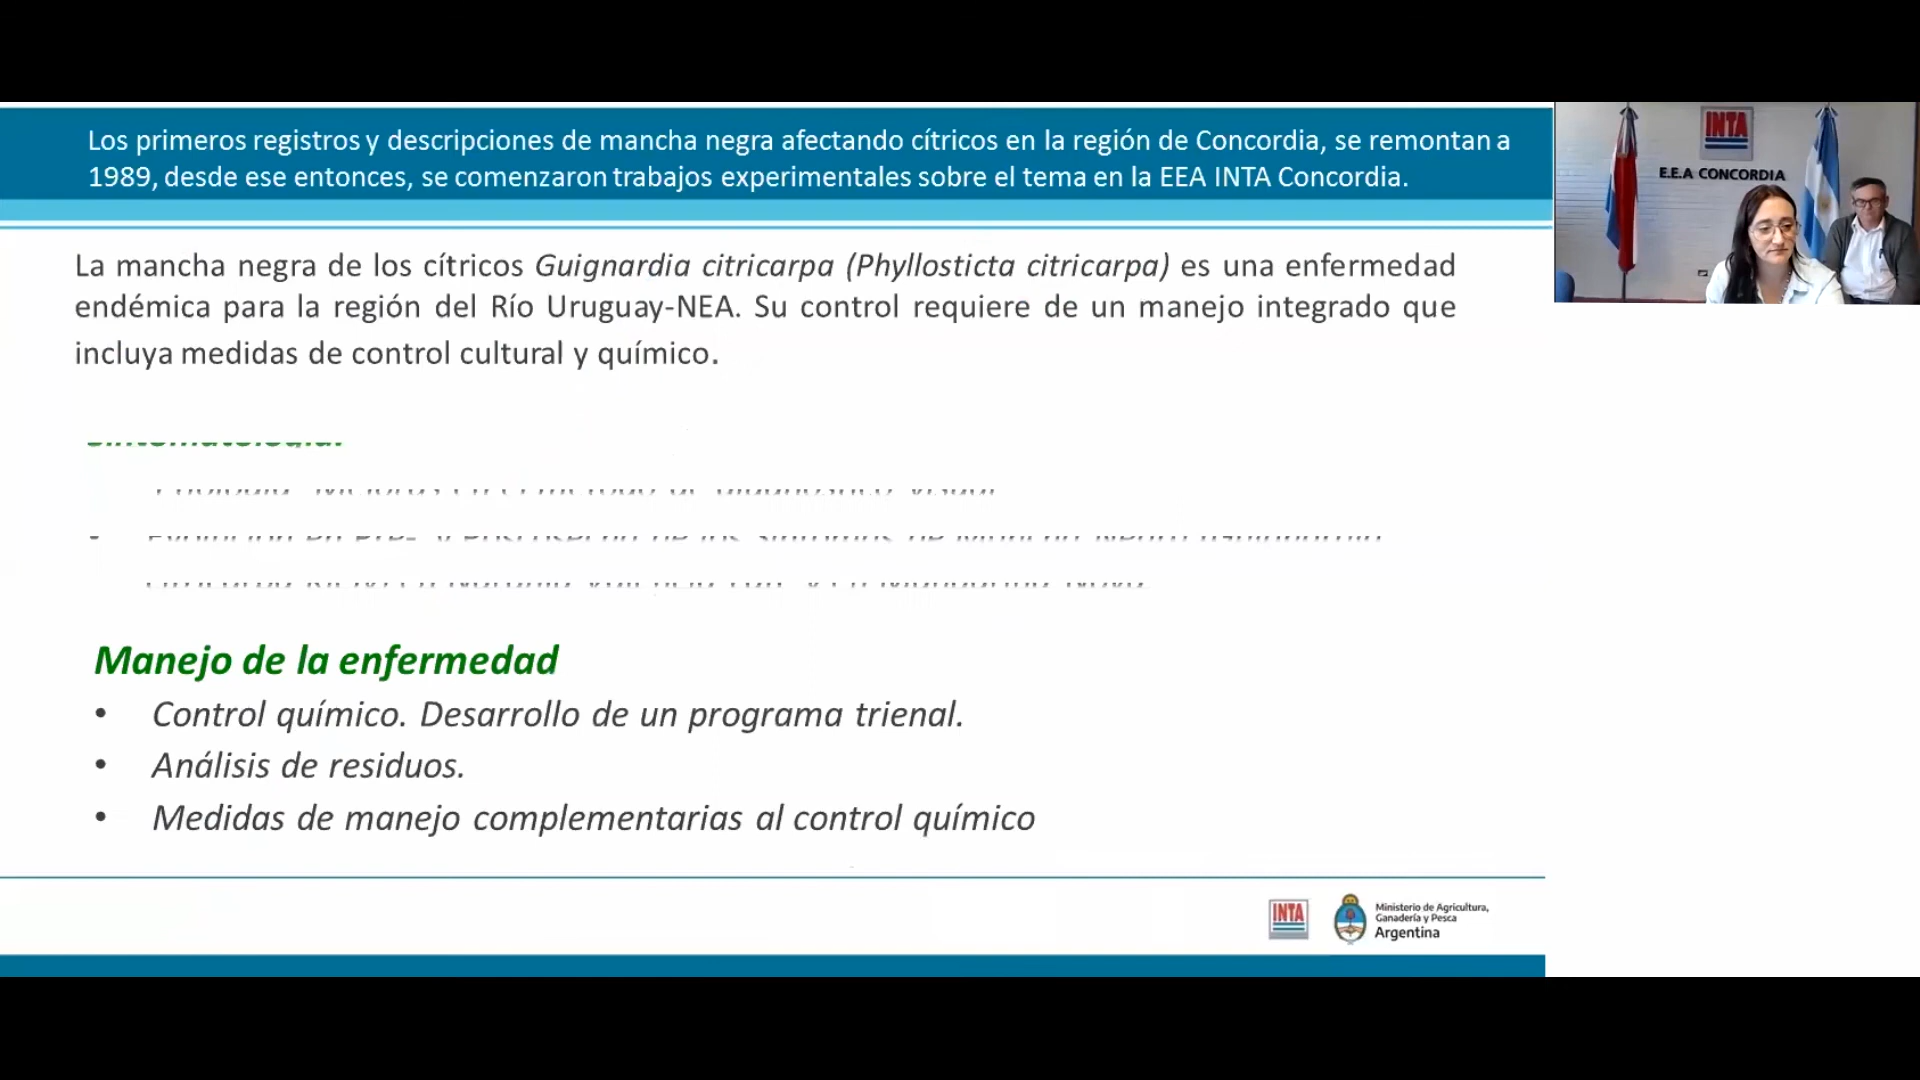 Los primeros registros y descripciones de mancha negra afectando cítricos en la región de Concordia, se remontan a
1989, desde ese entonces, se comenzaron trabajos experimentales sobre el tema en la EEA INTA Concordia.
INTA
E.E.A CONCORDIA
La mancha negra de los cítricos Guignardia citricarpa (Phyllosticta citricarpa) es una enfermedad
endémica para la región del Río Uruguay-NEA. Su control requiere de un manejo integrado que
incluya medidas de control cultural y químico.
Manejo de la enfermedad
• Control químico. Desarrollo de un programa trienal.
• Análisis de residuos.
• Medidas de manejo complementarias al control químico
INTA
Ministerio de Agricultura,
Ganadería y Pesca
Argentina